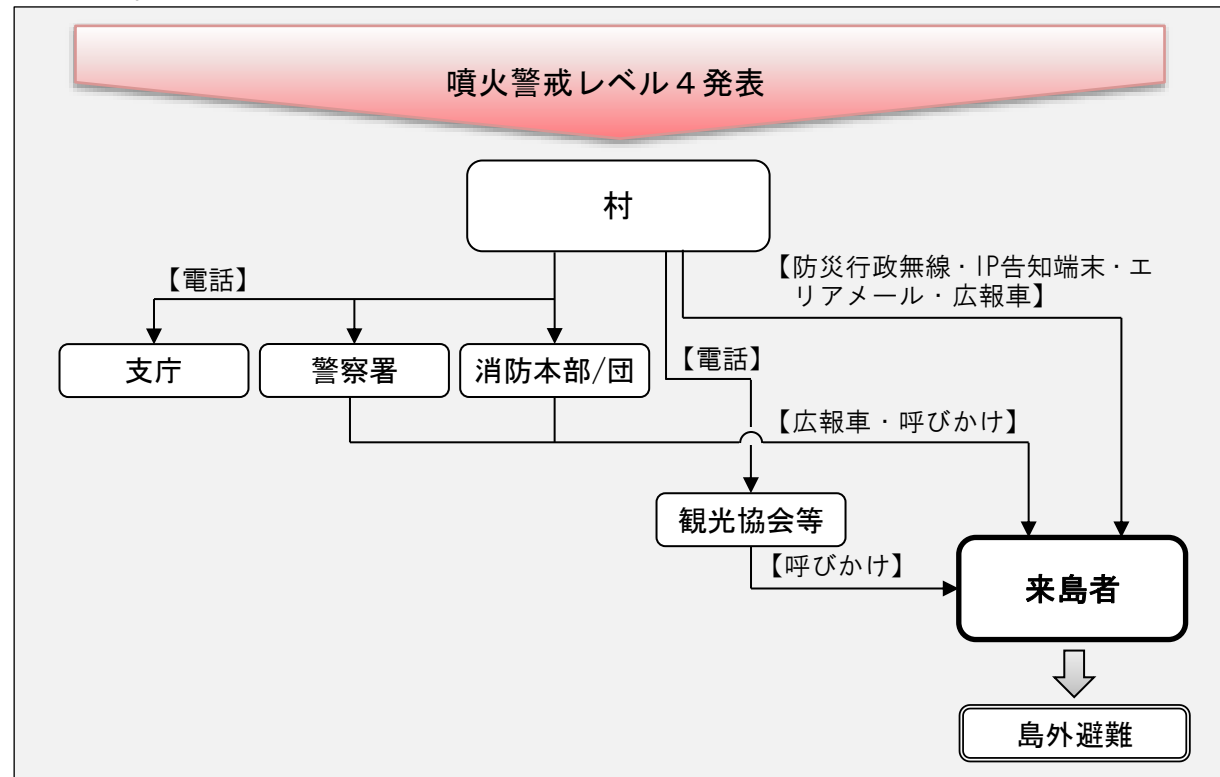 噴火警戒レベル４発表
村
【電話】
【防災行政無線・IP告知端末・エ
リアメール・広報車】
支庁
警察署
消防本部/団
【電話】
【広報車・呼びかけ】
観光協会等
【呼びかけ】
来島者
島外避難